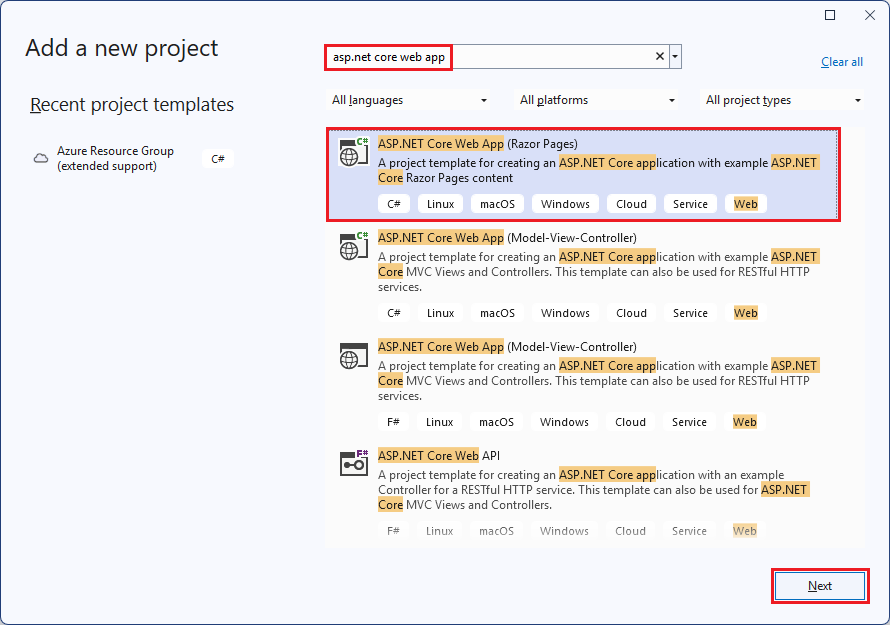 Add a new project
Recent project templates
Azure Resource Group
(extended support)
C#
asp.net core web app
Clear all
All languages
All platforms
All project types
C#
ASP.NET Core Web App (Razor Pages)
A project template for creating an ASP.NET Core application with example ASP.NET
Core Razor Pages content
C# Linux macOS Windows Cloud Service Web
C#
ASP.NET Core Web App (Model-View-Controller)
A project template for creating an ASP.NET Core application with example ASP.NET
Core MVC Views and Controllers. This template can also be used for RESTful HTTP
services.
C# Linux macOS Windows Cloud Service Web
ASP.NET Core Web App (Model-View-Controller)
A project template for creating an ASP.NET Core application with example ASP.NET
Core MVC Views and Controllers. This template can also be used for RESTful HTTP
services.
F# Linux macOS Windows Cloud Service Web
F#
ASP.NET Core Web API
A project template for creating an ASP.NET Core application with an example
Controller for a RESTful HTTP service. This template can also be used for ASP.NET
Core MVC Views and Controllers.
F# Linux macOS Windows Cloud Service Web
Next